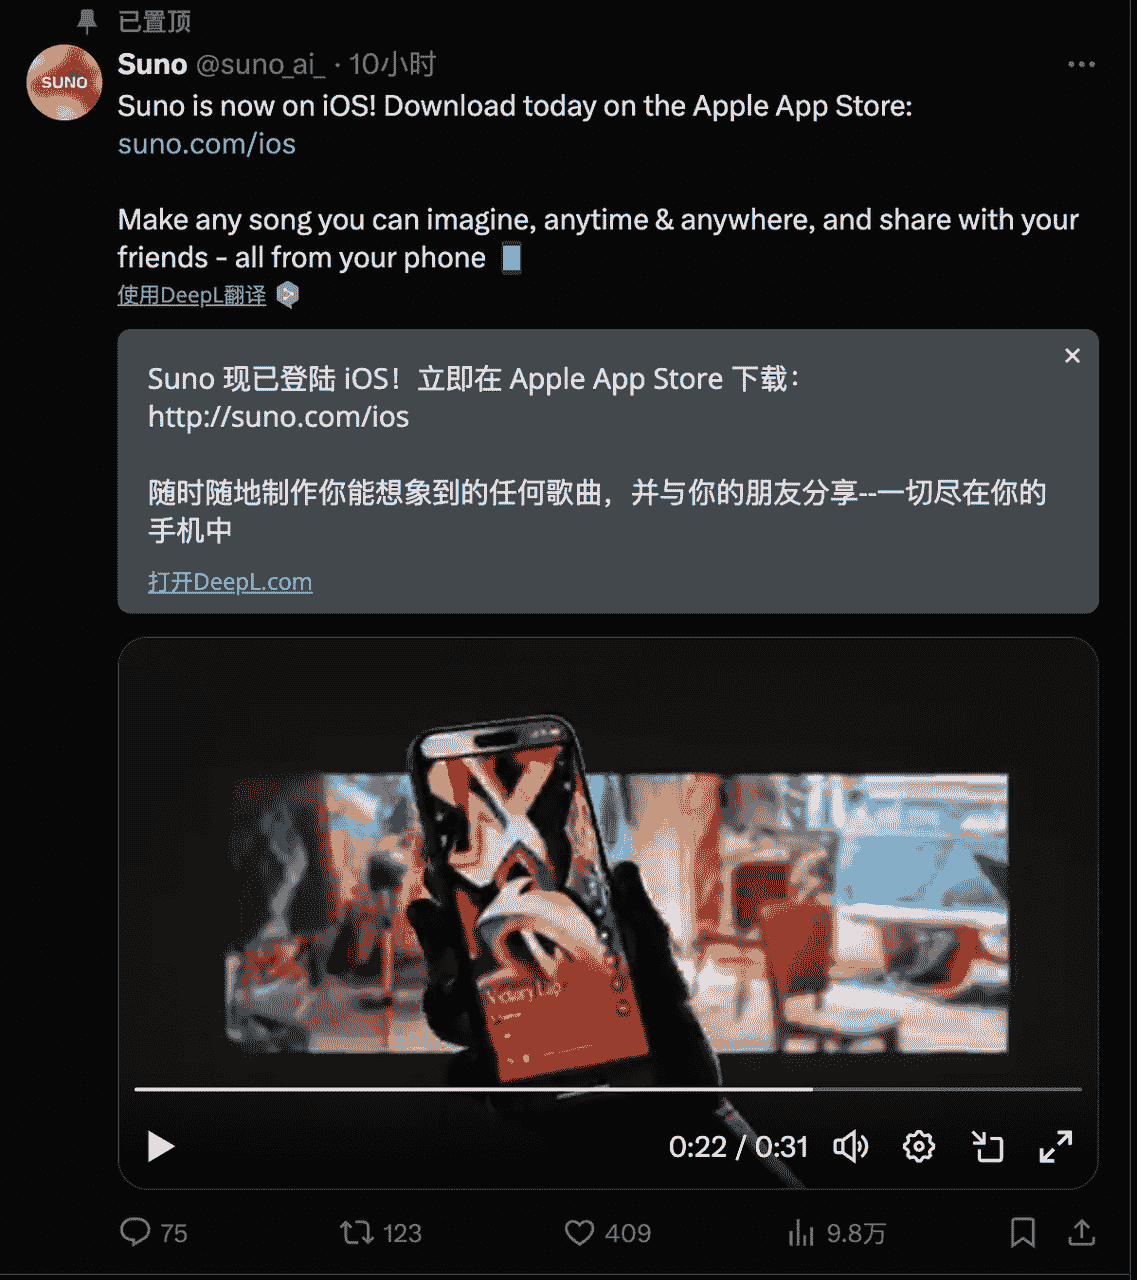 已置顶
SUNO
Suno @suno_ai_ · 10小时
Suno is now on iOS! Download today on the Apple App Store:
suno.com/ios
Make any song you can imagine, anytime & anywhere, and share with your
friends - all from your phone
使用DeepL翻译
Suno 现已登陆 iOS！立即在 Apple App Store 下载：
http://suno.com/ios
随时随地制作你能想象到的任何歌曲，并与你的朋友分享--一切尽在你的
手机中
打开DeepL.com
Victory Lap
0:22 / 0:31
75 123 409 9.8万